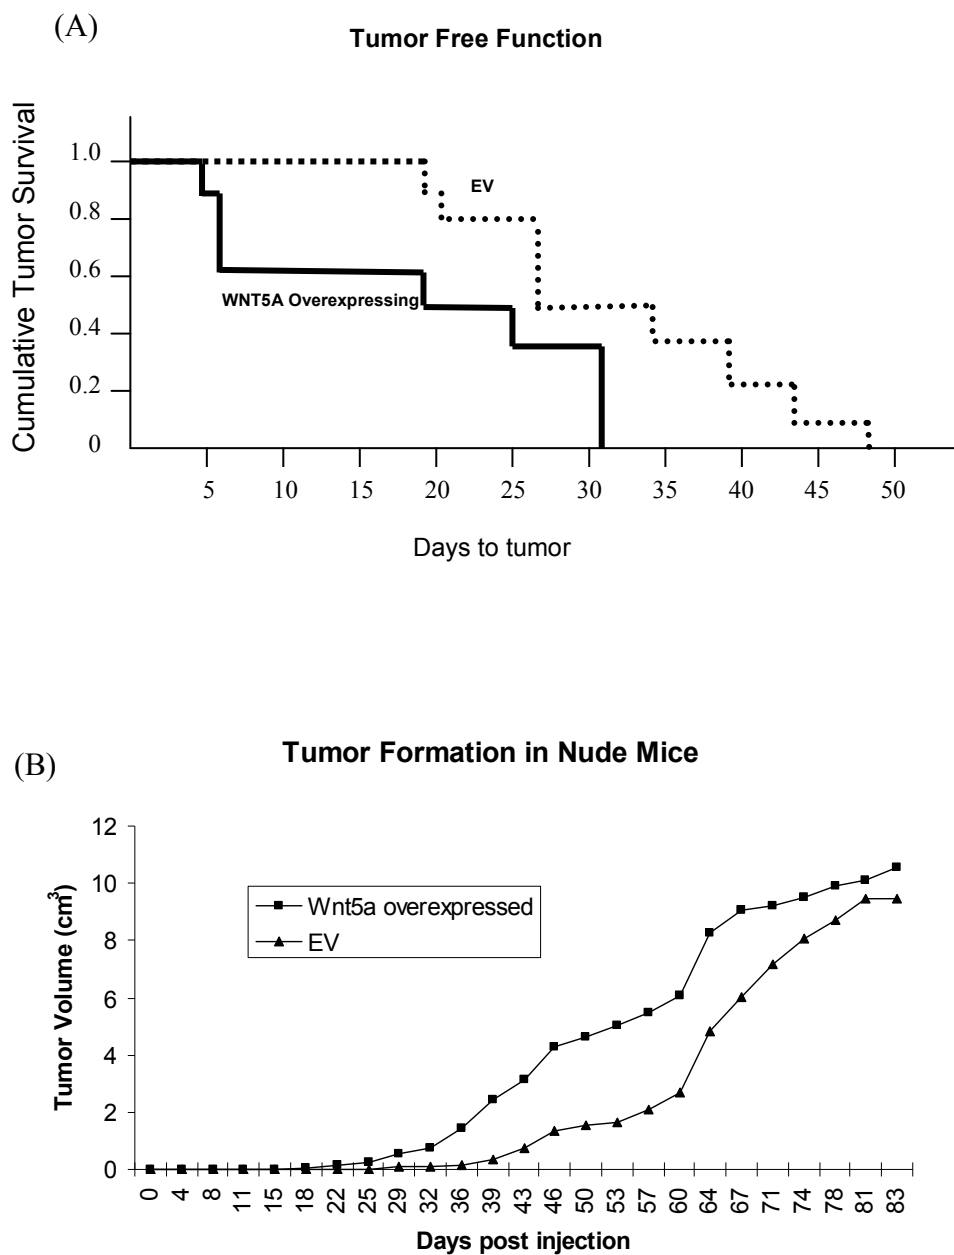 (A)
Tumor Free Function
Cumulative Tumor Survival
1.0
0.8
0.6
0.4
0.2
0
EV
WNT5A Overexpressing
5 10 15 20 25 30 35 40 45 50
Days to tumor
(B)
Tumor Formation in Nude Mice
Tumor Volume (cm³)
12
10
8
6
4
2
0
Wnt5a overexpressed
EV
0 4 8 11 15 18 22 25 29 32 36 39 43 46 50 53 57 60 64 67 71 74 78 81 83
Days post injection